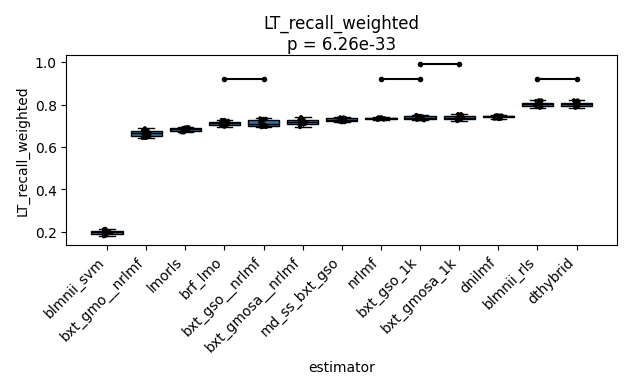 LT_recall_weighted
p = 6.26e-33
LT_recall_weighted
1.0
0.8
0.6
0.4
0.2
blmnii_svm
bxt_gmo__nrlmf
lmorls
brf_lmo
bxt_gso__nrlmf
bxt_gmosa__nrlmf
md_ss_bxt_gso
nrlmf
bxt_gso_1k
bxt_gmosa_1k
dnilmf
blmnii_rls
dthybrid
estimator